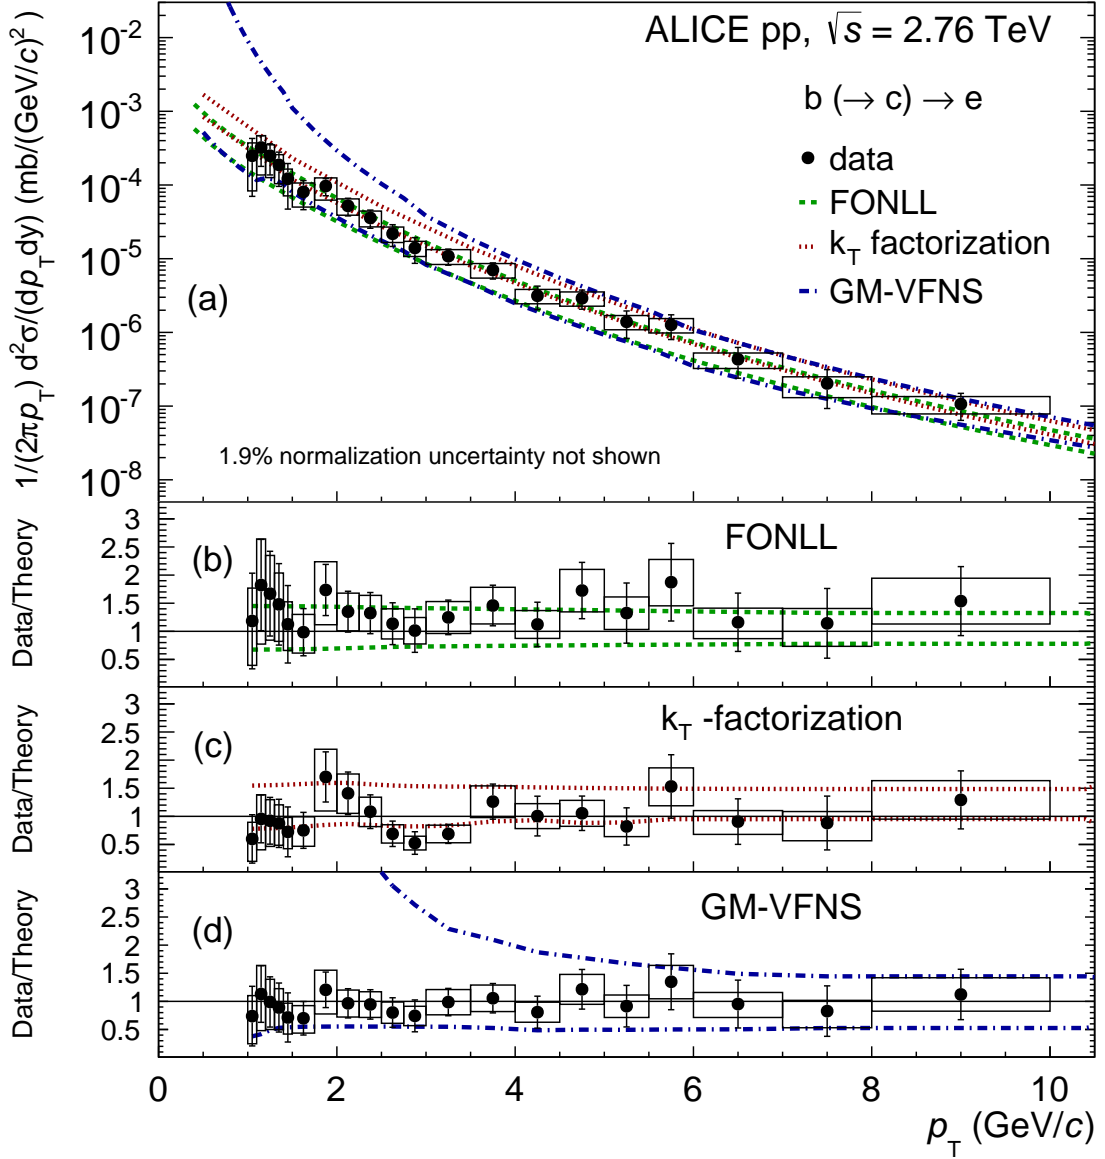 ALICE pp, √s = 2.76 TeV
b (→ c) → e
data
FONLL
k_T factorization
GM-VFNS
1/(2πp_T) d²σ/(dp_Tdy) (mb/(GeV/c)²)
10⁻²
10⁻³
10⁻⁴
10⁻⁵
10⁻⁶
10⁻⁷
10⁻⁸
(a)
1.9% normalization uncertainty not shown
Data/Theory
3
2.5
2
1.5
1
0.5
(b)
FONLL
Data/Theory
3
2.5
2
1.5
1
0.5
(c)
k_T -factorization
Data/Theory
3
2.5
2
1.5
1
0.5
(d)
GM-VFNS
0 2 4 6 8 10
p_T (GeV/c)